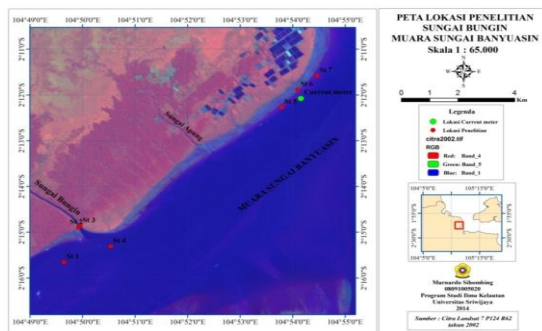 104°49'0"E 104°50'0"E 104°51'0"E 104°52'0"E 104°53'0"E 104°54'0"E 104°55'0"E
2°11'0"S
2°12'0"S
2°13'0"S
2°14'0"S
2°15'0"S
2°16'0"S
St 7
St 6
Current meter
St 5
Sungai Apung
MUARA SUNGAI BANYUASIN
Sungai Bungin
St 2
St 3
St 4
St 1
PETA LOKASI PENELITIAN
SUNGAI BUNGIN
MUARA SUNGAI BANYUASIN
Skala 1 : 65.000
N
W
E
S
0 1 2 4
Km
Legenda
Lokasi Current meter
Lokasi Penelitian
citra2002.tif
RGB
Red: Band_4
Green: Band_5
Blue: Band_1
Marnardo Sihombing
08091005020
Program Studi Ilmu Kelautan
Universitas Sriwijaya
2014
Sumber : Citra Landsat 7 P124 R62
tahun 2002